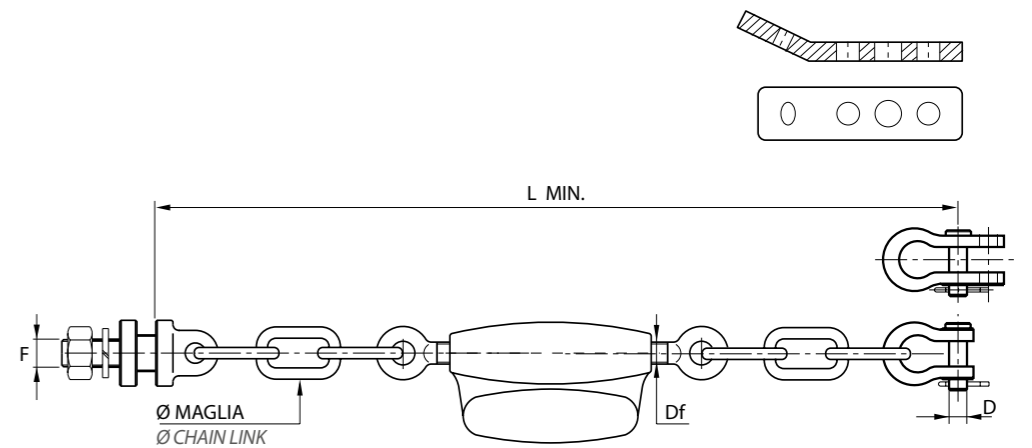 L MIN.
F
Ø MAGLIA
Ø CHAIN LINK
Df
D